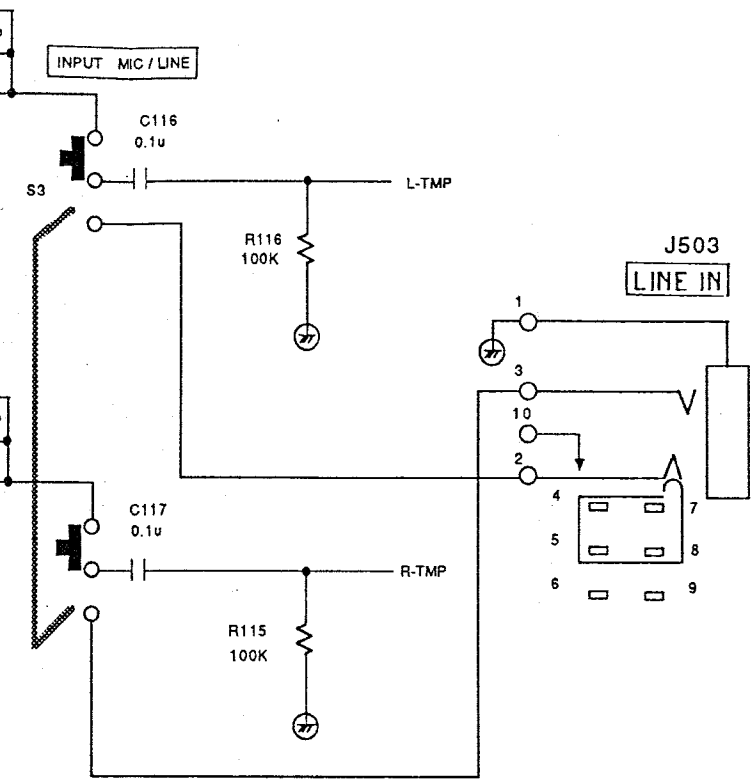 INPUT MIC / LINE
C116
0.1u
S3
L-TMP
R116
100K
J503
LINE IN
1
3
10
2
4
7
5
8
6
9
C117
0.1u
R-TMP
R115
100K